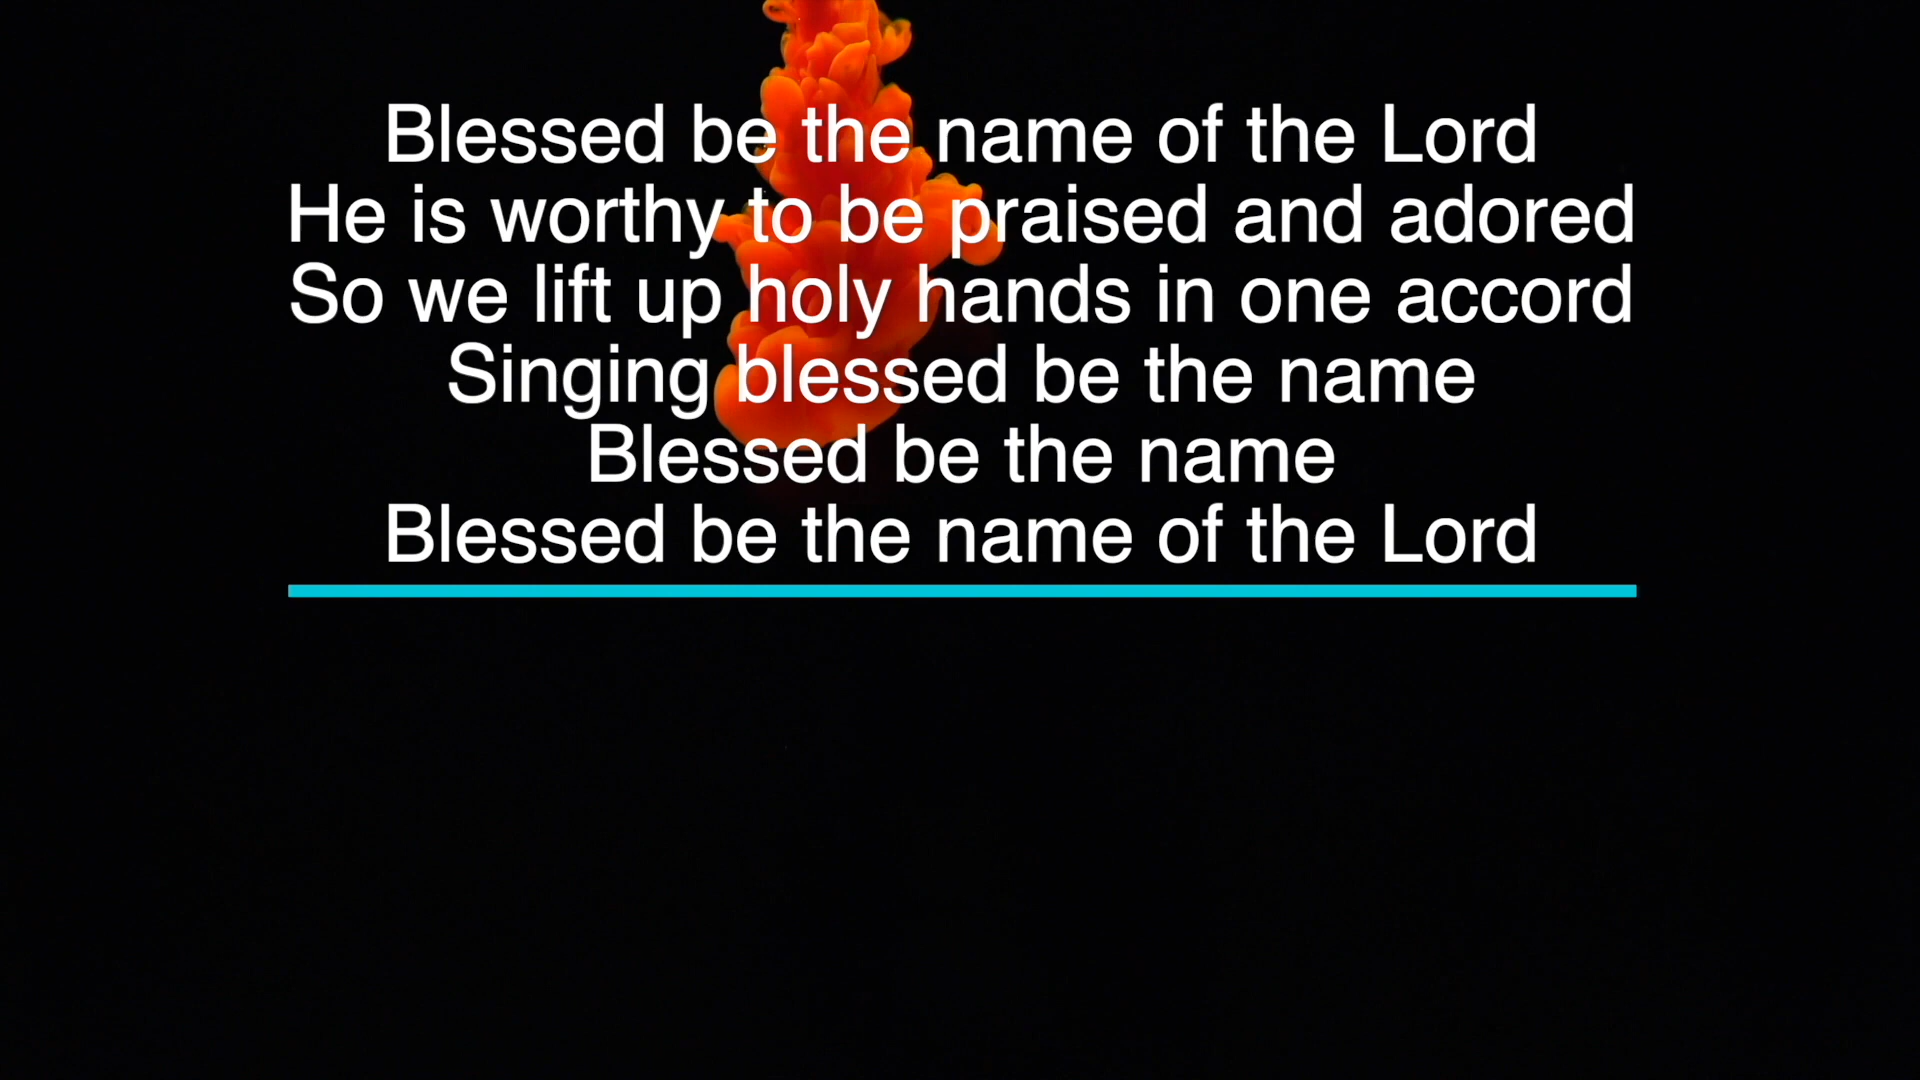 Blessed be the name of the Lord
He is worthy to be praised and adored
So we lift up holy hands in one accord
Singing blessed be the name
Blessed be the name
Blessed be the name of the Lord